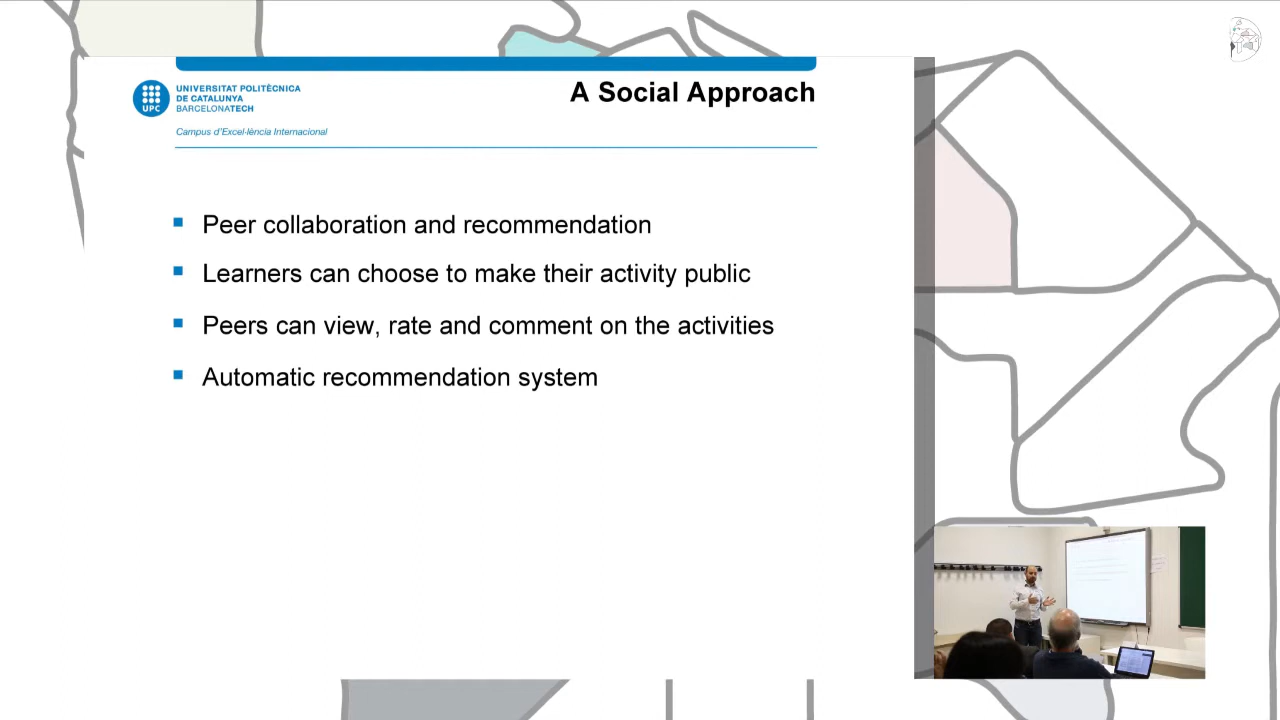 A Social Approach
UNIVERSITAT POLITÈCNICA
DE CATALUNYA
BARCELONATECH
UPC
Campus d'Excel·lència Internacional
Peer collaboration and recommendation
Learners can choose to make their activity public
Peers can view, rate and comment on the activities
Automatic recommendation system